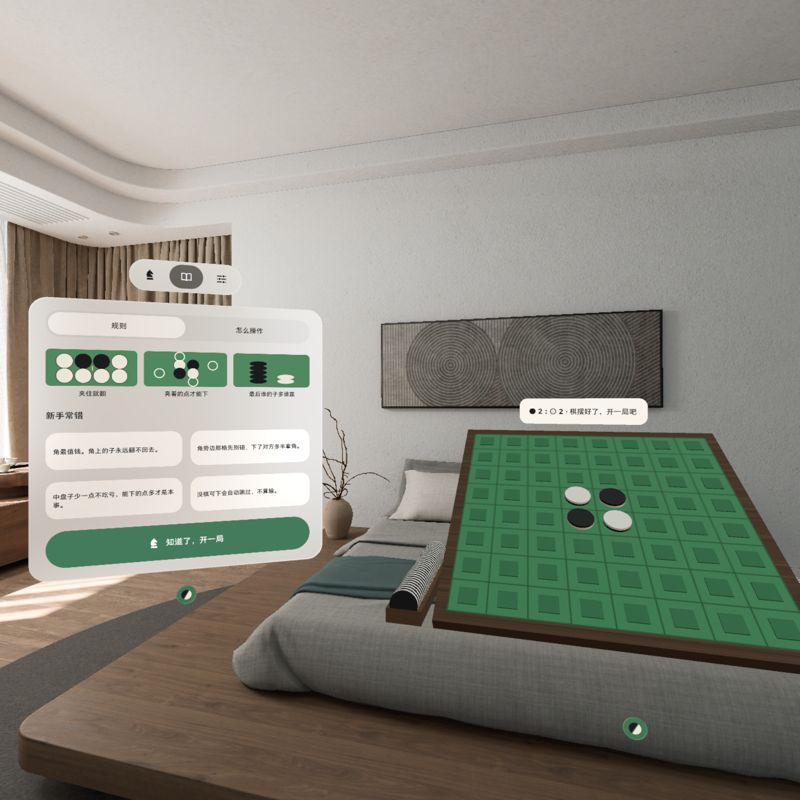 规则
怎么操作
夹住就翻
亮着的点才能下
最后谁的子多谁赢
新手常错
角最值钱。角上的子永远翻不回去。
角旁边那格先别碰，下了对方多半拿角。
中盘子少一点不吃亏，能下的点多才是本
事。
没棋可下会自动跳过，不算输。
知道了，开一局
2 : 2 · 棋摆好了，开一局吧